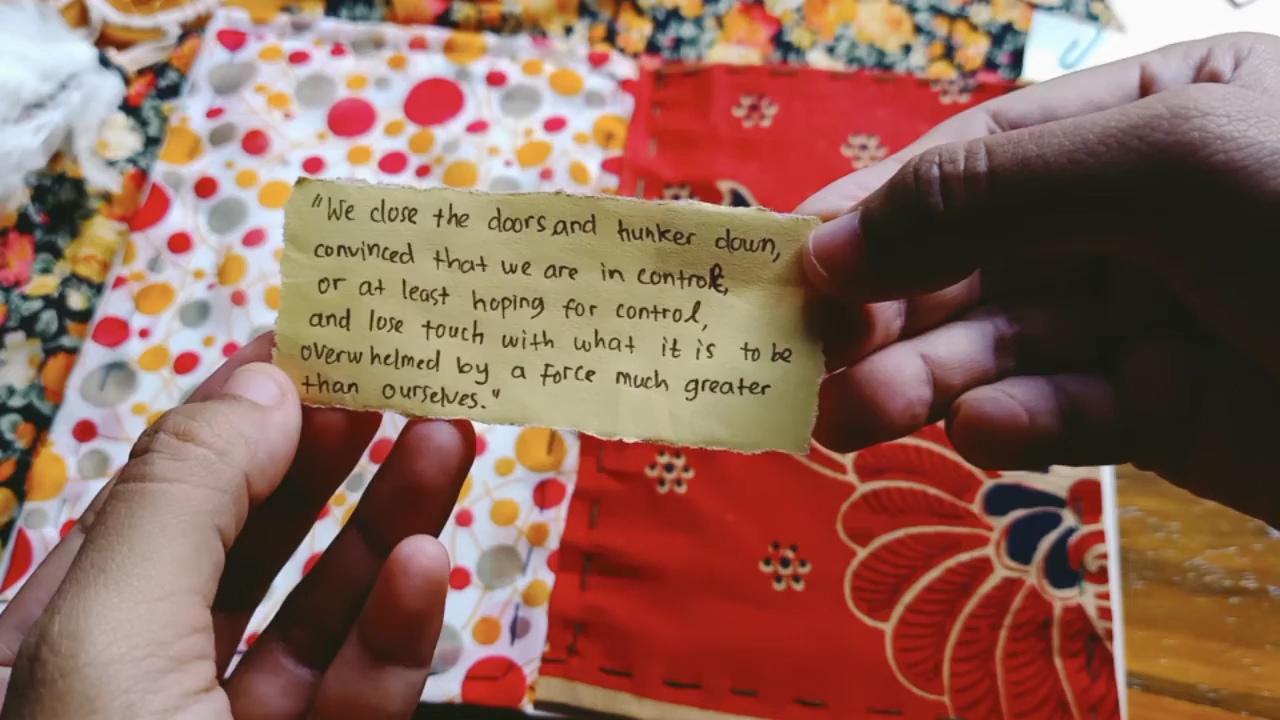 "We close the doors and hunker down,
convinced that we are in control,
or at least hoping for control,
and lose touch with what it is to be
overwhelmed by a force much greater
than ourselves."